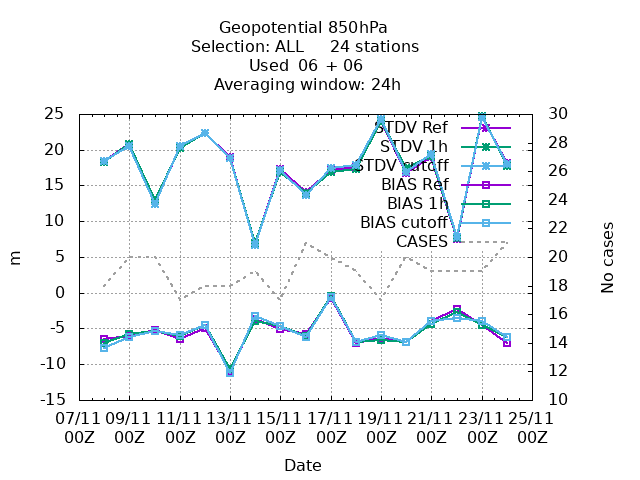 Geopotential 850hPa
Selection: ALL 24 stations
Used 06 + 06
Averaging window: 24h
25 30
STDV Ref
28
20 STDV 1h
STDV cutoff 26
15 BIAS Ref
24
BIAS 1h
10 22
BIAS cutoff
CASES
5 20
0 18
16
-5
14
-10 12
-15 10
m
No cases
07/11 09/11 11/11 13/11 15/11 17/11 19/11 21/11 23/11 25/11
00Z 00Z 00Z 00Z 00Z 00Z 00Z 00Z 00Z 00Z
Date